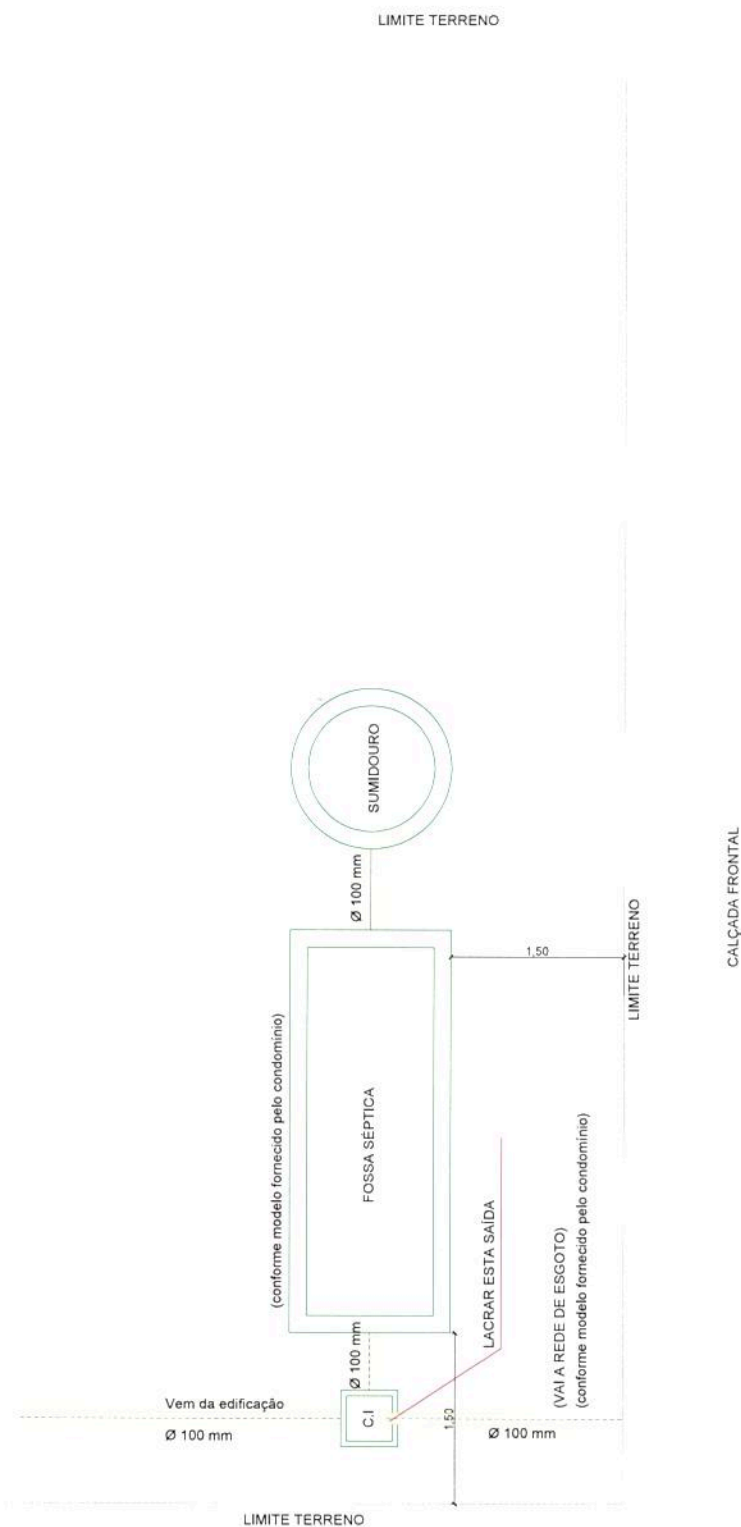 LIMITE TERRENO
SUMIDOURO
CALÇADA FRONTAL
Ø 100 mm
1,50
LIMITE TERRENO
(conforme modelo fornecido pelo condomínio)
FOSSA SÉPTICA
LACRAR ESTA SAÍDA
(VAI A REDE DE ESGOTO)
(conforme modelo fornecido pelo condomínio)
Ø 100 mm
Vem da edificação
Ø 100 mm
C.I
1,50
Ø 100 mm
LIMITE TERRENO